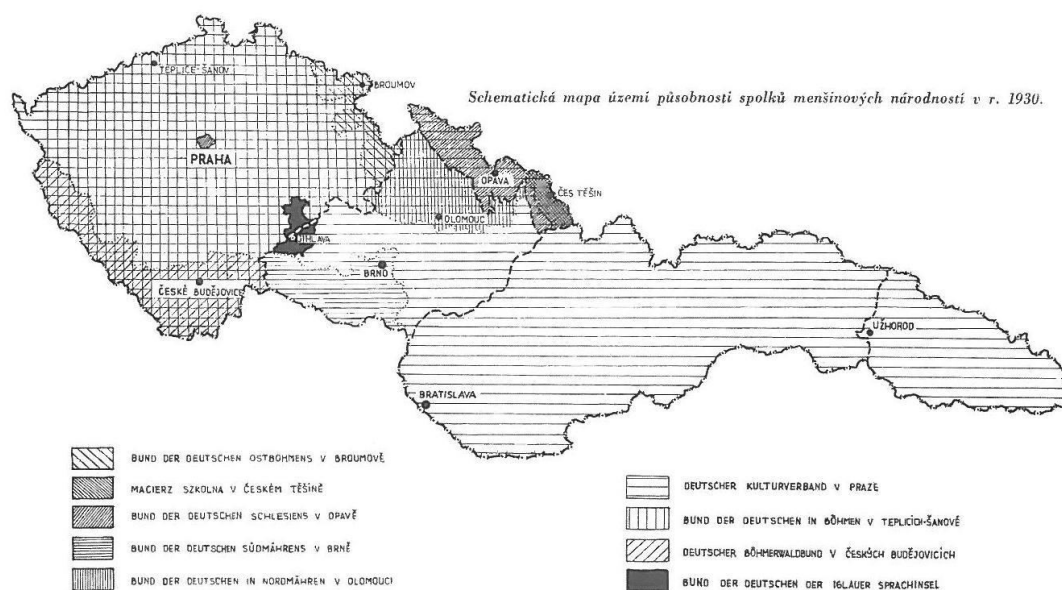 Schematická mapa území působnosti spolků menšinových národností v r. 1930.
TEPLICE-ŠANOV
BROUMOV
PRAHA
OPAVA
ČES TĚŠIN
OLOMOUC
JIHLAVA
BRNO
ČESKÉ BUDĚJOVICE
UŽHOROD
BRATISLAVA
BUND DER DEUTSCHEN OSTBÖHMENS V BROUMOVĚ
MACIERZ SZKOLNA V ČESKÉM TĚŠÍNĚ
BUND DER DEUTSCHEN SCHLESIENS V OPAVĚ
BUND DER DEUTSCHEN SÜDMÄHRENS V BRNĚ
BUND DER DEUTSCHEN IN NORDMÄHREN V OLOMOUCI
DEUTSCHER KULTURVERBAND V PRAZE
BUND DER DEUTSCHEN IN BÖHMEN V TEPLICÍCH-ŠANOVĚ
DEUTSCHER BÖHMERWALDBUND V ČESKÝCH BUDĚJOVICÍCH
BUND DER DEUTSCHEN DER IGLAUER SPRACHINSEL